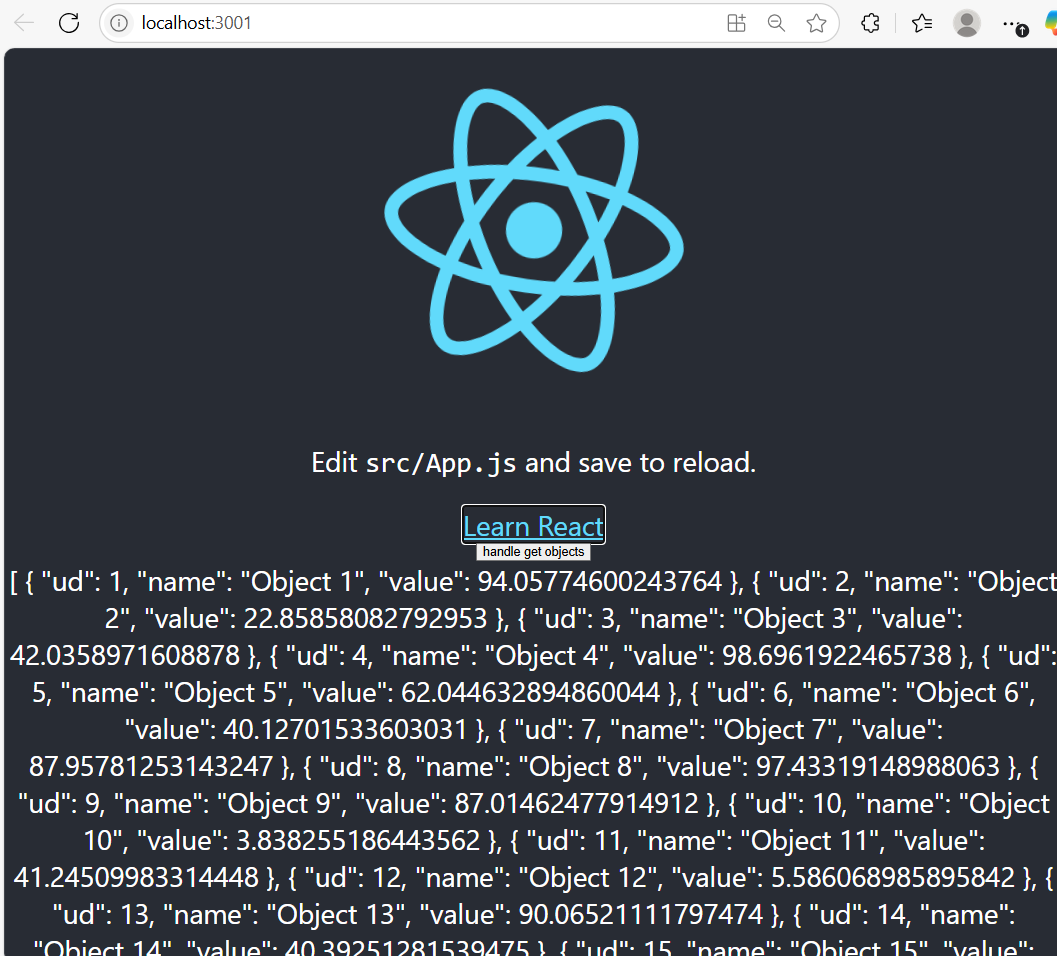 localhost:3001
Edit src/App.js and save to reload.
Learn React
handle get objects
[ { "ud": 1, "name": "Object 1", "value": 94.05774600243764 }, { "ud": 2, "name": "Object
2", "value": 22.85858082792953 }, { "ud": 3, "name": "Object 3", "value":
42.0358971608878 }, { "ud": 4, "name": "Object 4", "value": 98.6961922465738 }, { "ud":
5, "name": "Object 5", "value": 62.044632894860044 }, { "ud": 6, "name": "Object 6",
"value": 40.12701533603031 }, { "ud": 7, "name": "Object 7", "value":
87.95781253143247 }, { "ud": 8, "name": "Object 8", "value": 97.43319148988063 }, {
"ud": 9, "name": "Object 9", "value": 87.01462477914912 }, { "ud": 10, "name": "Object
10", "value": 3.838255186443562 }, { "ud": 11, "name": "Object 11", "value":
41.24509983314448 }, { "ud": 12, "name": "Object 12", "value": 5.586068985895842 }, {
"ud": 13, "name": "Object 13", "value": 90.06521111797474 }, { "ud": 14, "name":
"Object 14", "value": 40.39251281539475 }, { "ud": 15, "name": "Object 15", "value":